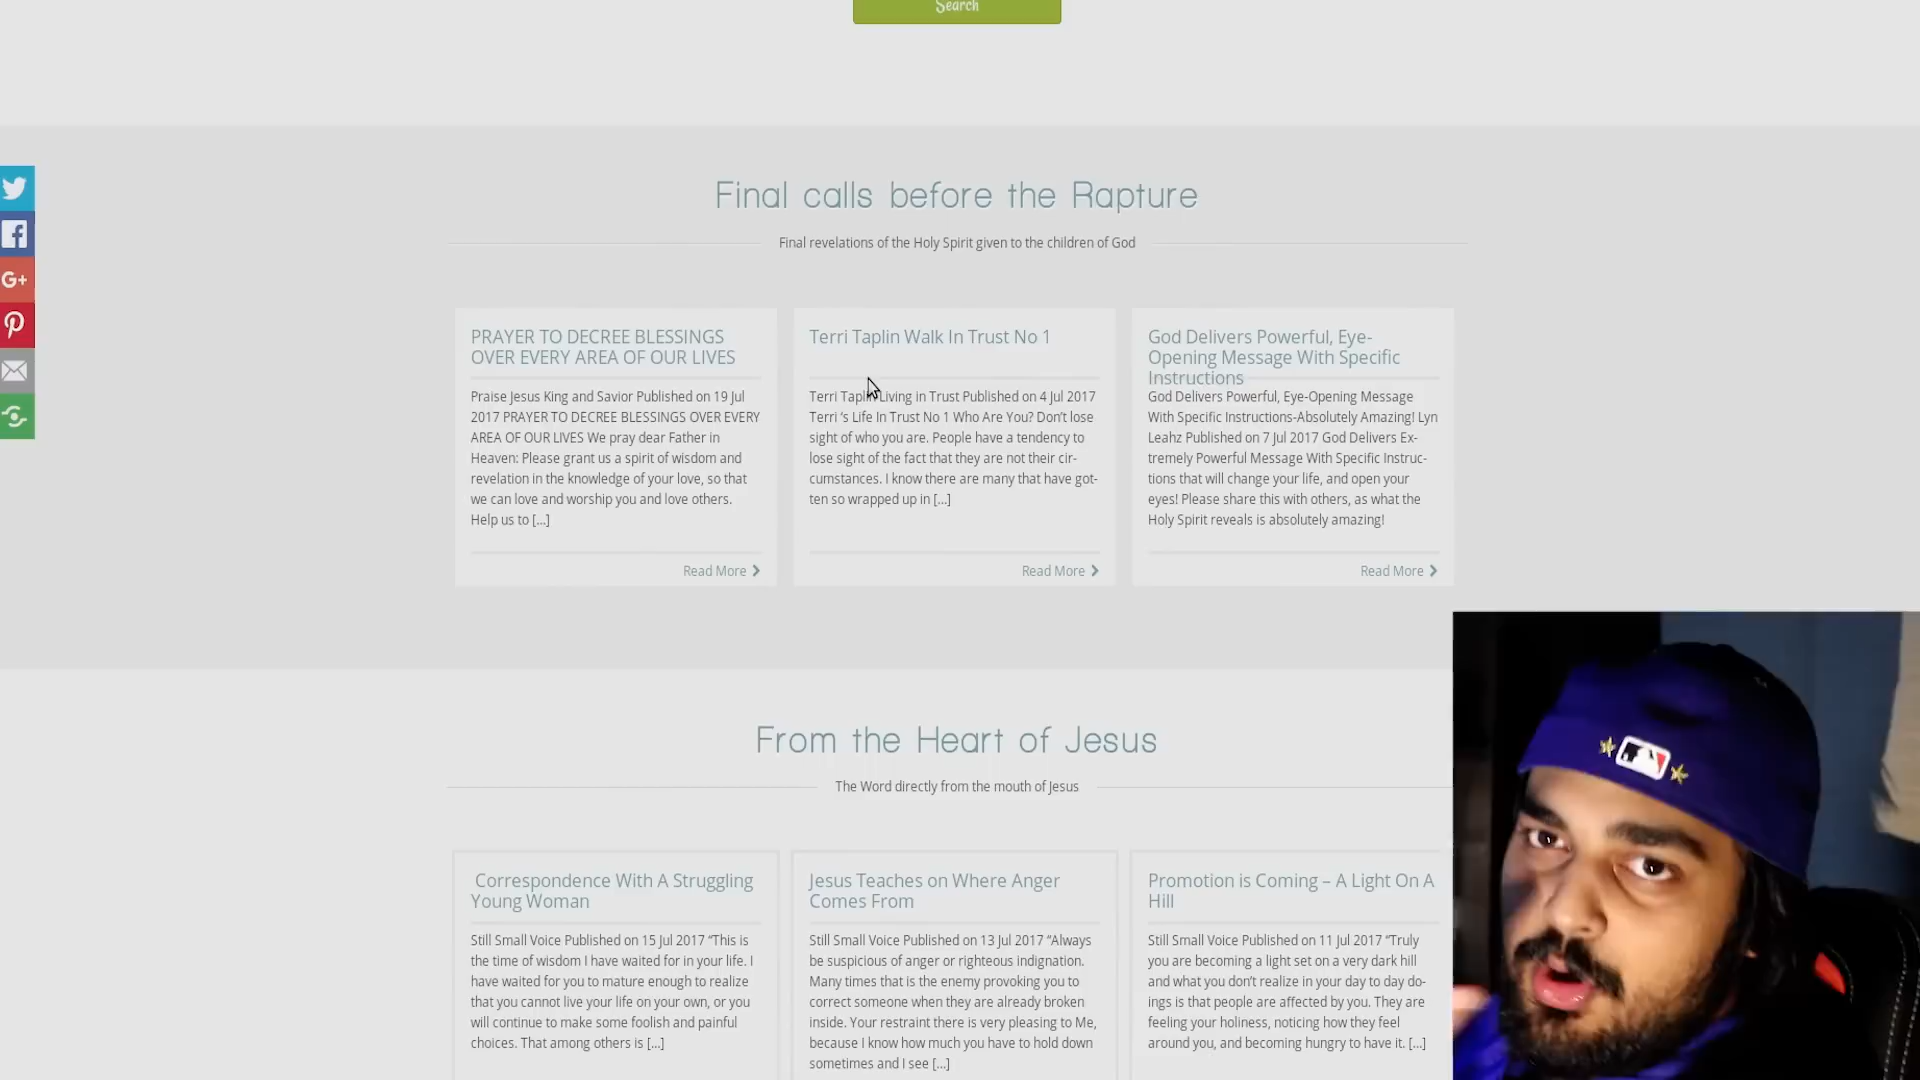 Search
Final calls before the Rapture
Final revelations of the Holy Spirit given to the children of God
PRAYER TO DECREE BLESSINGS
OVER EVERY AREA OF OUR LIVES
Praise Jesus King and Savior Published on 19 Jul
2017 PRAYER TO DECREE BLESSINGS OVER EVERY
AREA OF OUR LIVES We pray dear Father in
Heaven: Please grant us a spirit of wisdom and
revelation in the knowledge of your love, so that
we can love and worship you and love others.
Help us to [...]
Read More
Terri Taplin Walk In Trust No 1
Terri Taplin Living in Trust Published on 4 Jul 2017
Terri ‘s Life In Trust No 1 Who Are You? Don’t lose
sight of who you are. People have a tendency to
lose sight of the fact that they are not their cir-
cumstances. I know there are many that have got-
ten so wrapped up in [...]
Read More
God Delivers Powerful, Eye-
Opening Message With Specific
Instructions
God Delivers Powerful, Eye-Opening Message
With Specific Instructions-Absolutely Amazing! Lyn
Leahz Published on 7 Jul 2017 God Delivers Ex-
tremely Powerful Message With Specific Instruc-
tions that will change your life, and open your
eyes! Please share this with others, as what the
Holy Spirit reveals is absolutely amazing!
Read More
From the Heart of Jesus
The Word directly from the mouth of Jesus
Correspondence With A Struggling
Young Woman
Still Small Voice Published on 15 Jul 2017 “This is
the time of wisdom I have waited for in your life. I
have waited for you to mature enough to realize
that you cannot live your life on your own, or you
will continue to make some foolish and painful
choices. That among others is [...]
Jesus Teaches on Where Anger
Comes From
Still Small Voice Published on 13 Jul 2017 “Always
be suspicious of anger or righteous indignation.
Many times that is the enemy provoking you to
correct someone when they are already broken
inside. Your restraint there is very pleasing to Me,
because I know how much you have to hold down
sometimes and I see [...]
Promotion is Coming – A Light On A
Hill
Still Small Voice Published on 11 Jul 2017 “Truly
you are becoming a light set on a very dark hill
and what you don’t realize in your day to day do-
ings is that people are affected by you. They are
feeling your holiness, noticing how they feel
around you, and becoming hungry to have it. [...]
G+